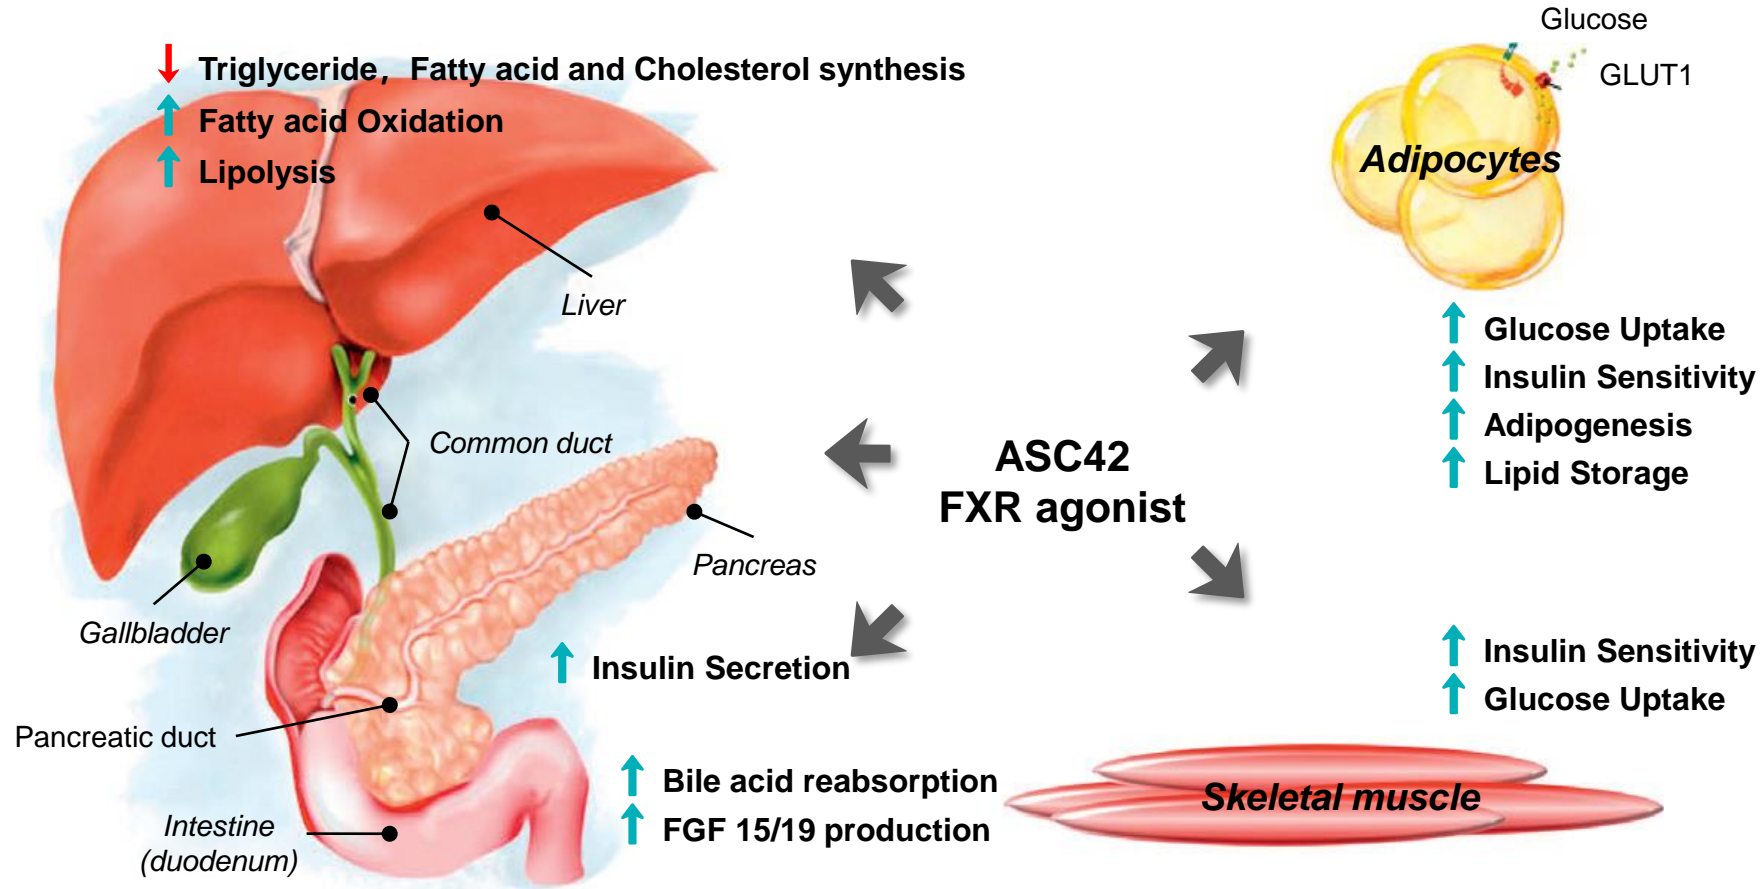 Triglyceride，Fatty acid and Cholesterol synthesis
Fatty acid Oxidation
Lipolysis
Liver
Common duct
Pancreas
Gallbladder
Insulin Secretion
Pancreatic duct
Bile acid reabsorption
FGF 15/19 production
Intestine
(duodenum)
ASC42
FXR agonist
Glucose
GLUT1
Adipocytes
Glucose Uptake
Insulin Sensitivity
Adipogenesis
Lipid Storage
Insulin Sensitivity
Glucose Uptake
Skeletal muscle